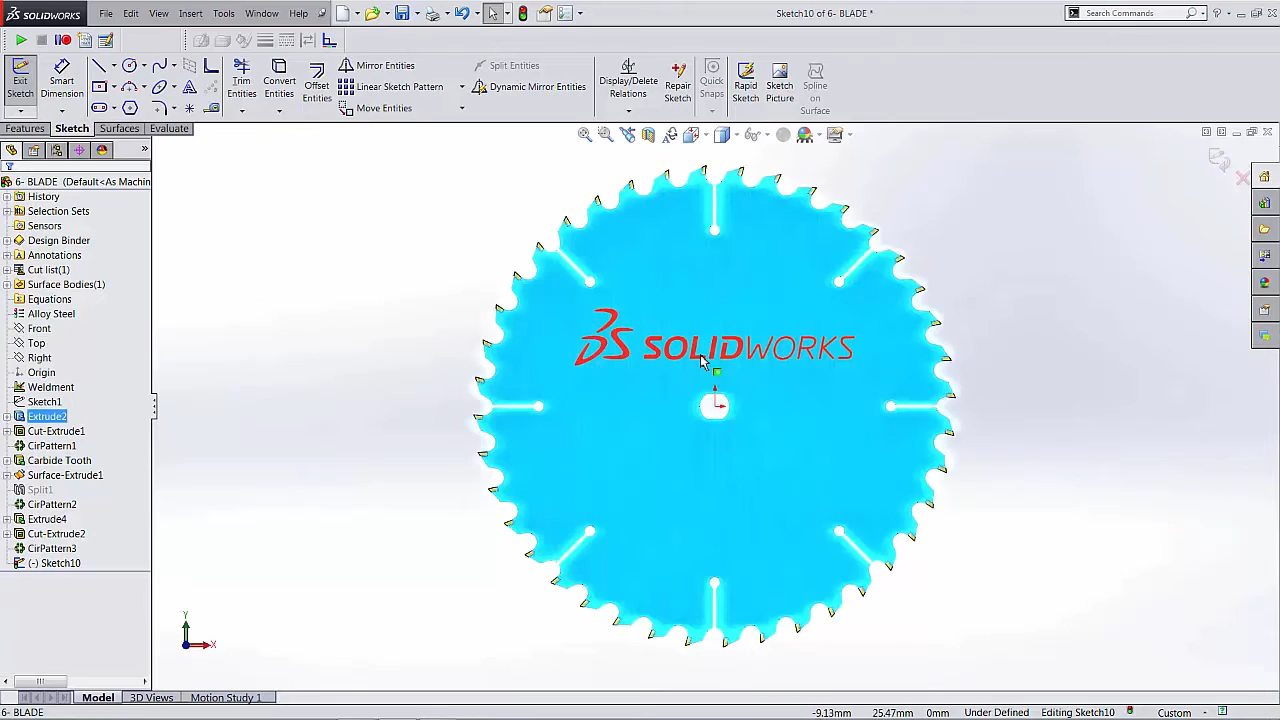 SOLIDWORKS
File Edit View Insert Tools Window Help
Sketch10 of 6- BLADE *
Search Commands
Exit Sketch
Smart Dimension
Trim Entities
Convert Entities
Offset Entities
Mirror Entities
Linear Sketch Pattern
Move Entities
Split Entities
Dynamic Mirror Entities
Display/Delete Relations
Repair Sketch
Quick Snaps
Rapid Sketch
Sketch Picture
Spline on Surface
Features Sketch Surfaces Evaluate
6- BLADE (Default<As Machin
History
Selection Sets
Sensors
Design Binder
Annotations
Cut list(1)
Surface Bodies(1)
Equations
Alloy Steel
Front
Top
Right
Origin
Weldment
Sketch1
Extrude2
Cut-Extrude1
CirPattern1
Carbide Tooth
Surface-Extrude1
Split1
CirPattern2
Extrude4
Cut-Extrude2
CirPattern3
(-) Sketch10
SOLIDWORKS
Y
X
Model 3D Views Motion Study 1
6- BLADE
-9.13mm 25.47mm 0mm Under Defined Editing Sketch10 Custom